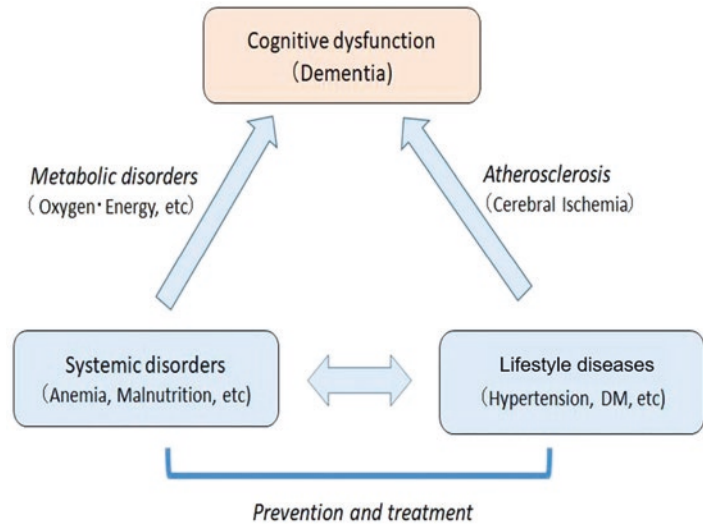 Cognitive dysfunction
(Dementia)
Metabolic disorders
( Oxygen・Energy, etc)
Atherosclerosis
(Cerebral Ischemia)
Systemic disorders
(Anemia, Malnutrition, etc)
Lifestyle diseases
(Hypertension, DM, etc)
Prevention and treatment